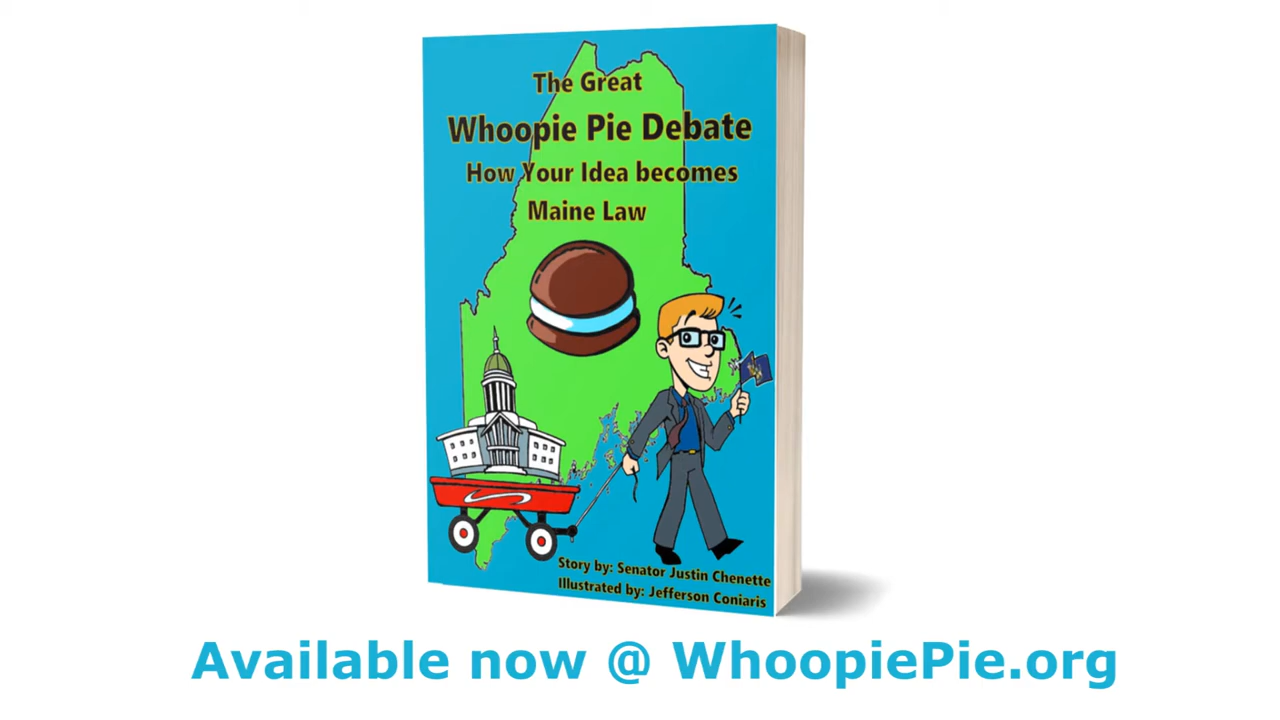 The Great
Whoopie Pie Debate
How Your Idea becomes
Maine Law
Story by: Senator Justin Chenette
Illustrated by: Jefferson Coniaris
Available now @ WhoopiePie.org